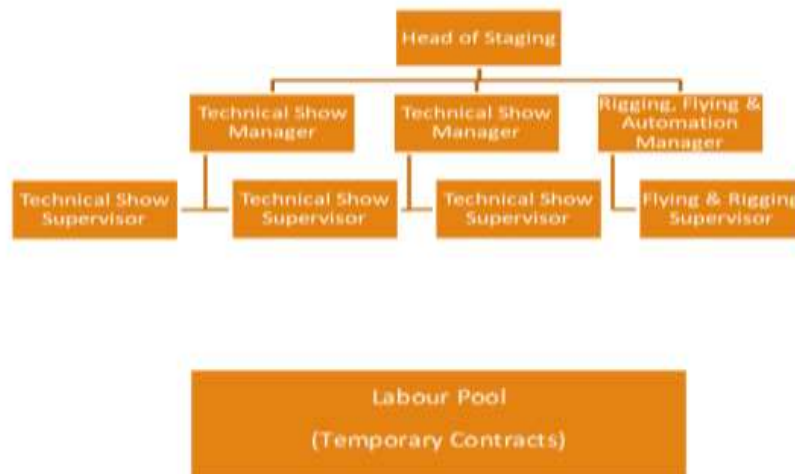 Head of Staging
Technical Show
Manager
Technical Show
Manager
Rigging, Flying &
Automation
Manager
Technical Show
Supervisor
Technical Show
Supervisor
Technical Show
Supervisor
Flying & Rigging
Supervisor
Labour Pool
(Temporary Contracts)